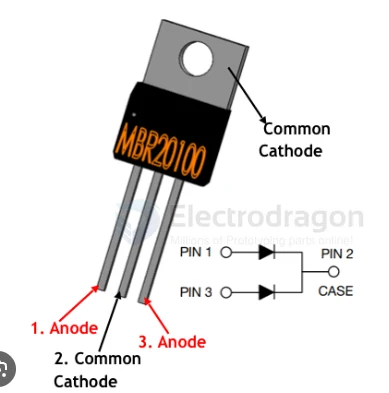 Common
Cathode
MBR20100
Electrodragon
PIN 1
PIN 2
PIN 3
CASE
1. Anode
3. Anode
2. Common
Cathode